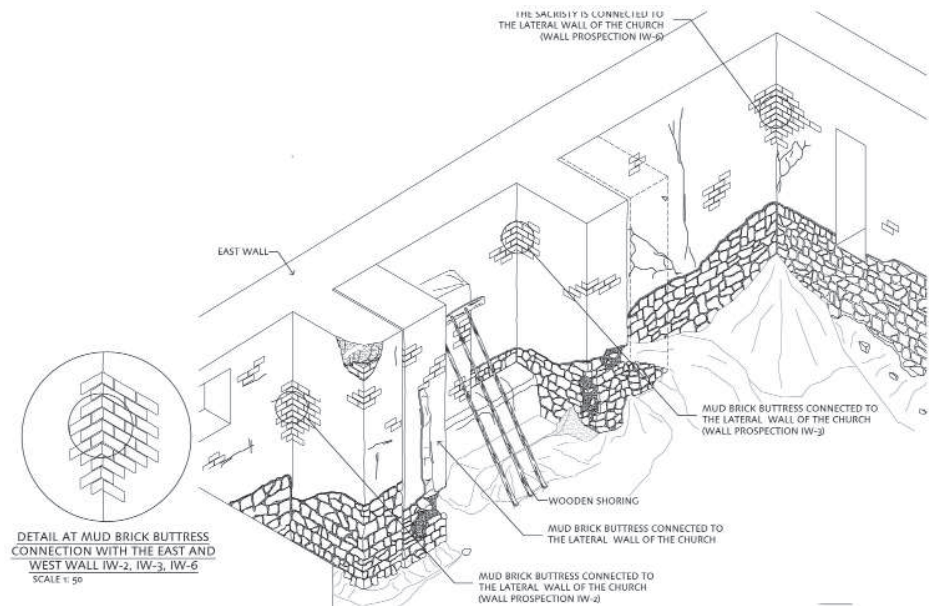 THE SACRISTY IS CONNECTED TO
THE LATERAL WALL OF THE CHURCH
(WALL PROSPECTION IW-6)
EAST WALL
MUD BRICK BUTTRESS CONNECTED TO
THE LATERAL WALL OF THE CHURCH
(WALL PROSPECTION IW-3)
WOODEN SHORING
MUD BRICK BUTTRESS CONNECTED TO
THE LATERAL WALL OF THE CHURCH
DETAIL AT MUD BRICK BUTTRESS
CONNECTION WITH THE EAST AND
WEST WALL IW-2, IW-3, IW-6
SCALE 1: 50
MUD BRICK BUTTRESS CONNECTED TO
THE LATERAL WALL OF THE CHURCH
(WALL PROSPECTION IW-2)